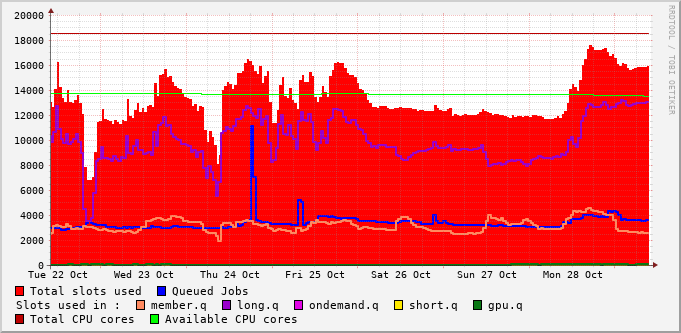 20000
18000
16000
14000
12000
10000
8000
6000
4000
2000
0
Tue 22 Oct Wed 23 Oct Thu 24 Oct Fri 25 Oct Sat 26 Oct Sun 27 Oct Mon 28 Oct
Total slots used Queued Jobs
Slots used in : member.q long.q ondemand.q short.q gpu.q
Total CPU cores Available CPU cores
RRDTOOL / TOBI OETIKER